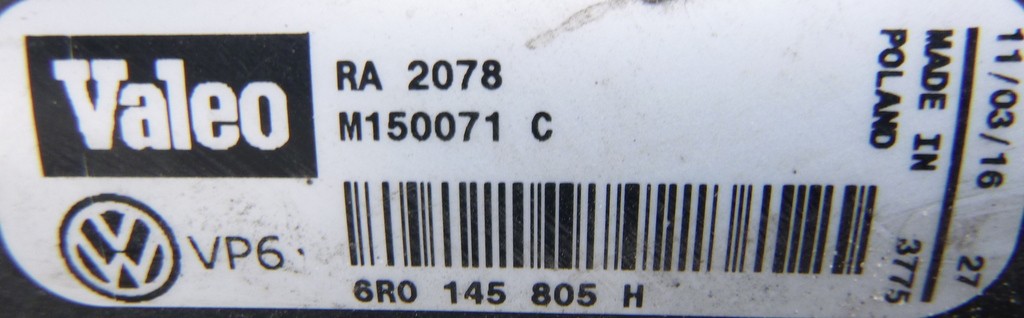 Valeo
RA 2078
M150071 C
VP6
6R0 145 805 H
11/03/16 27
MADE IN
POLAND 3775